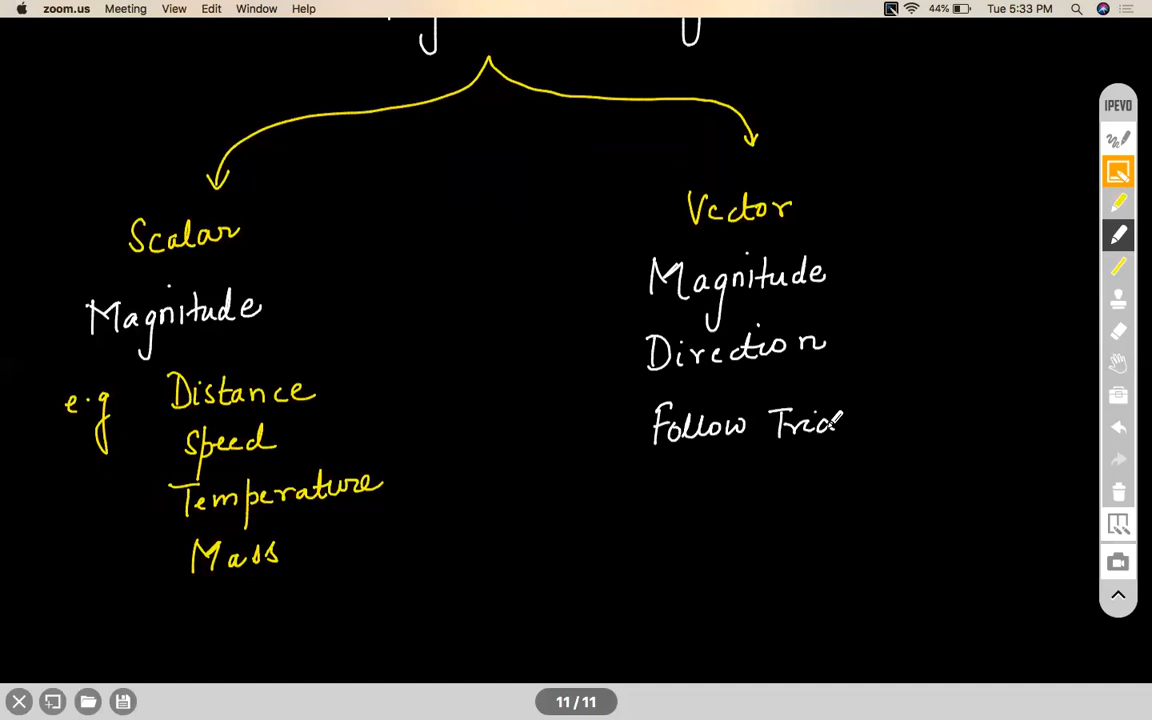 zoom.us Meeting View Edit Window Help 44% Tue 5:33 PM
Scalar
Magnitude
e.g Distance
Speed
Temperature
Mass
Vector
Magnitude
Direction
Follow Tria
IPEVO
11 / 11